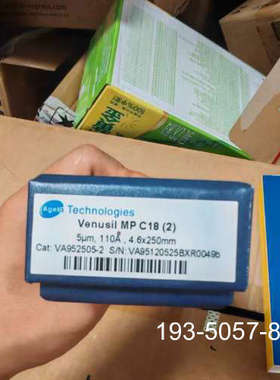 Agela Technologies
Venusil MP C18 (2)
5µm, 110Å , 4.6x250mm
Cat: VA952505-2 S/N: VA95120525BXR0049b
193-5057-8